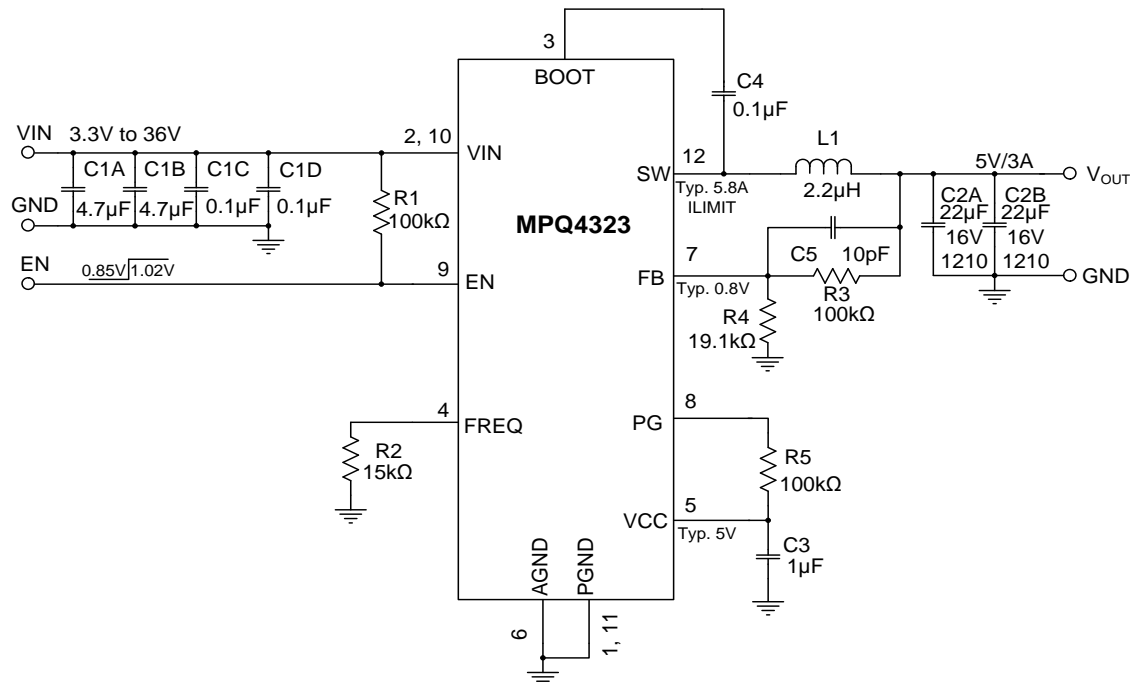 3
BOOT
C4
0.1µF
VIN
3.3V to 36V
2, 10
VIN
C1A
C1B
C1C
C1D
4.7µF
4.7µF
0.1µF
0.1µF
GND
R1
100kΩ
EN
0.85V 1.02V
9
EN
MPQ4323
12
SW
Typ. 5.8A
ILIMIT
L1
2.2µH
5V/3A
VOUT
C2A
22µF
16V
1210
C2B
22µF
16V
1210
GND
7
FB
Typ. 0.8V
C5
10pF
R3
100kΩ
R4
19.1kΩ
4
FREQ
R2
15kΩ
8
PG
R5
100kΩ
5
VCC
Typ. 5V
C3
1µF
AGND
PGND
6
1, 11